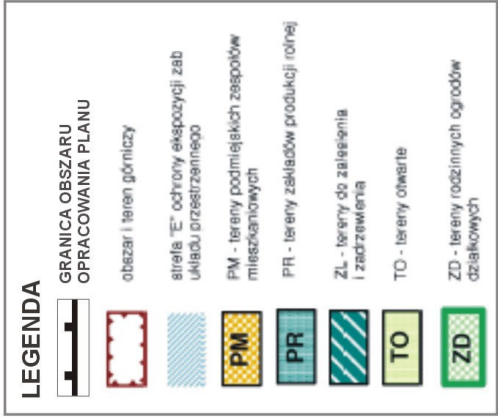 LEGENDA
GRANICA OBSZARU
OPRACOWANIA PLANU
obszar i teren górniczy
strefa "E" ochrony ekspozycji zab
układu przestrzennego
PM
PM - tereny podmiejskich zespołów
mieszkaniowych
PR
PR - tereny zakładów produkcji rolnej
ZL - tereny do zalesienia
i zadrzewienia
TO
TO - tereny otwarte
ZD
ZD - tereny rodzinnych ogrodów
działkowych